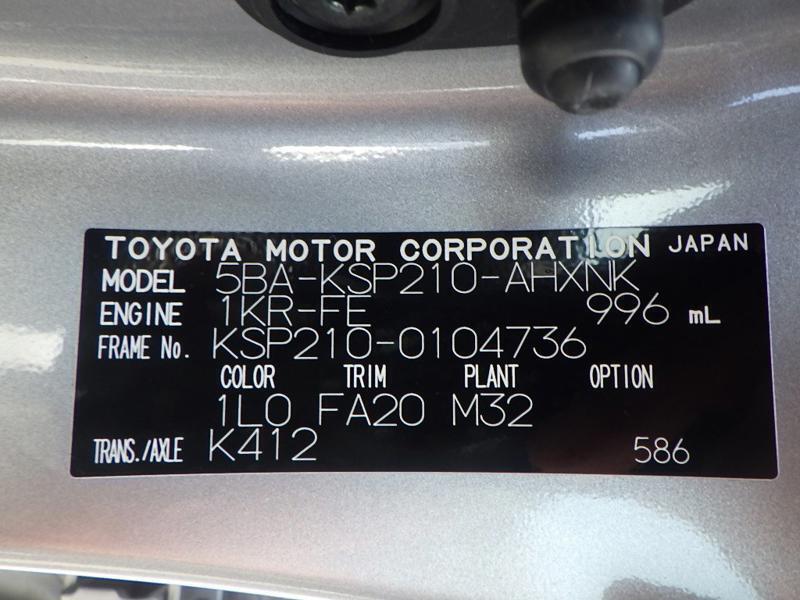 TOYOTA MOTOR CORPORATION JAPAN
MODEL 5BA-KSP210-AHXNK
ENGINE 1KR-FE 996 mL
FRAME No. KSP210-0104736
COLOR TRIM PLANT OPTION
1L0 FA20 M32
TRANS./AXLE K412 586